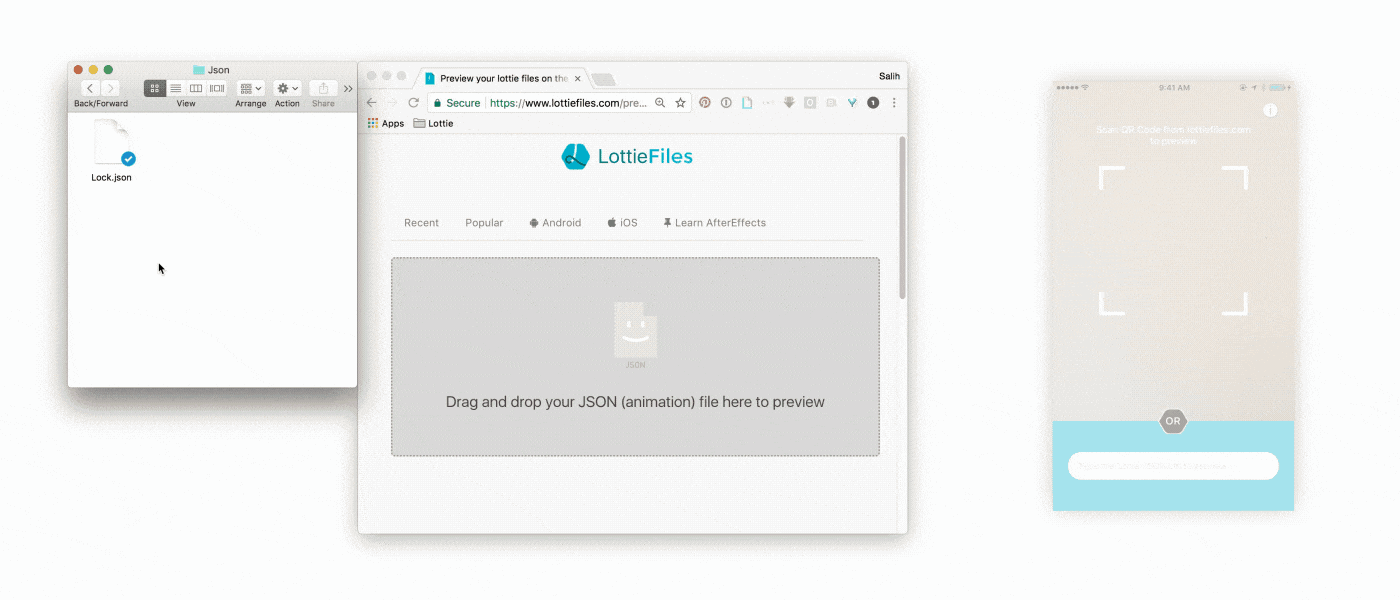 Json
Back/Forward
View
Arrange
Action
Share
Lock.json
Preview your lottie files on the
Salih
Secure
https://www.lottiefiles.com/pre...
1
Apps
Lottie
LottieFiles
Recent
Popular
Android
iOS
Learn AfterEffects
JSON
Drag and drop your JSON (animation) file here to preview
9:41 AM
Scan QR Code from lottiefiles.com
to preview
OR